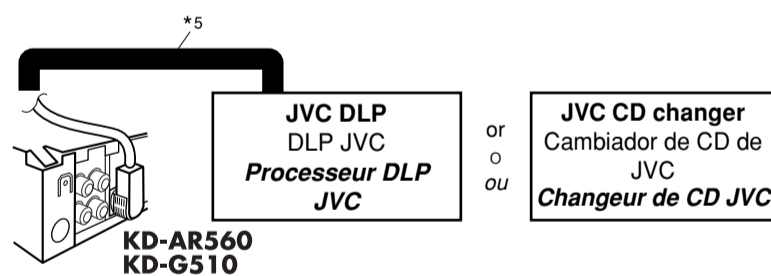 *5
JVC DLP
DLP JVC
Processeur DLP
JVC
or
o
ou
JVC CD changer
Cambiador de CD de
JVC
Changeur de CD JVC
KD-AR560
KD-G510